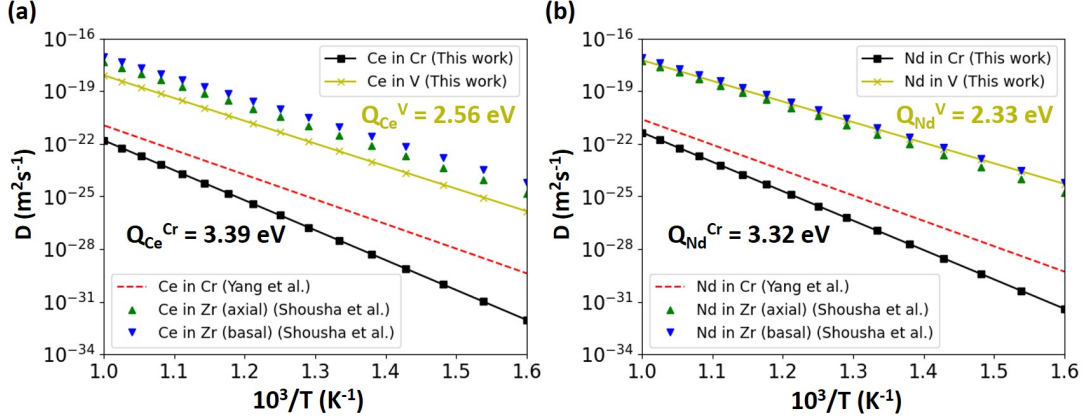 (a)
10⁻¹⁶
10⁻¹⁹
10⁻²²
10⁻²⁵
10⁻²⁸
10⁻³¹
10⁻³⁴
D (m²s⁻¹)
Ce in Cr (This work)
Ce in V (This work)
Q_Ce^V = 2.56 eV
Q_Ce^Cr = 3.39 eV
Ce in Cr (Yang et al.)
Ce in Zr (axial) (Shousha et al.)
Ce in Zr (basal) (Shousha et al.)
1.0 1.1 1.2 1.3 1.4 1.5 1.6
10³/T (K⁻¹)
(b)
10⁻¹⁶
10⁻¹⁹
10⁻²²
10⁻²⁵
10⁻²⁸
10⁻³¹
10⁻³⁴
D (m²s⁻¹)
Nd in Cr (This work)
Nd in V (This work)
Q_Nd^V = 2.33 eV
Q_Nd^Cr = 3.32 eV
Nd in Cr (Yang et al.)
Nd in Zr (axial) (Shousha et al.)
Nd in Zr (basal) (Shousha et al.)
1.0 1.1 1.2 1.3 1.4 1.5 1.6
10³/T (K⁻¹)